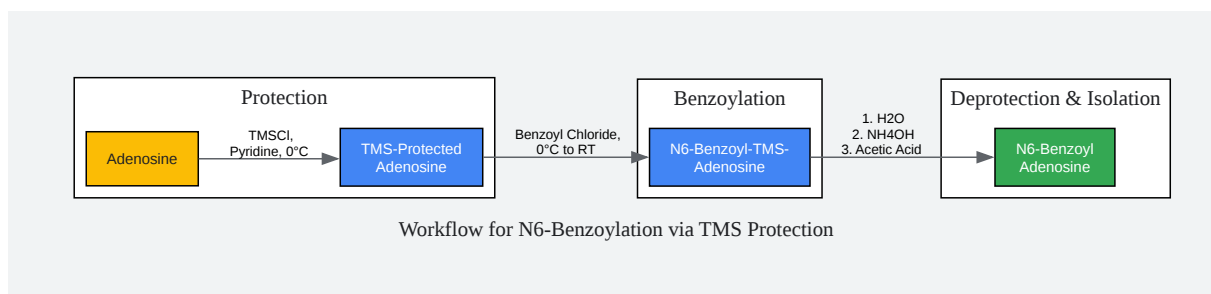 Protection
Adenosine
TMSCl,
Pyridine, 0°C
TMS-Protected
Adenosine
Benzoyl Chloride,
0°C to RT
Benzoylation
N6-Benzoyl-TMS-
Adenosine
1. H2O
2. NH4OH
3. Acetic Acid
Deprotection & Isolation
N6-Benzoyl
Adenosine
Workflow for N6-Benzoylation via TMS Protection